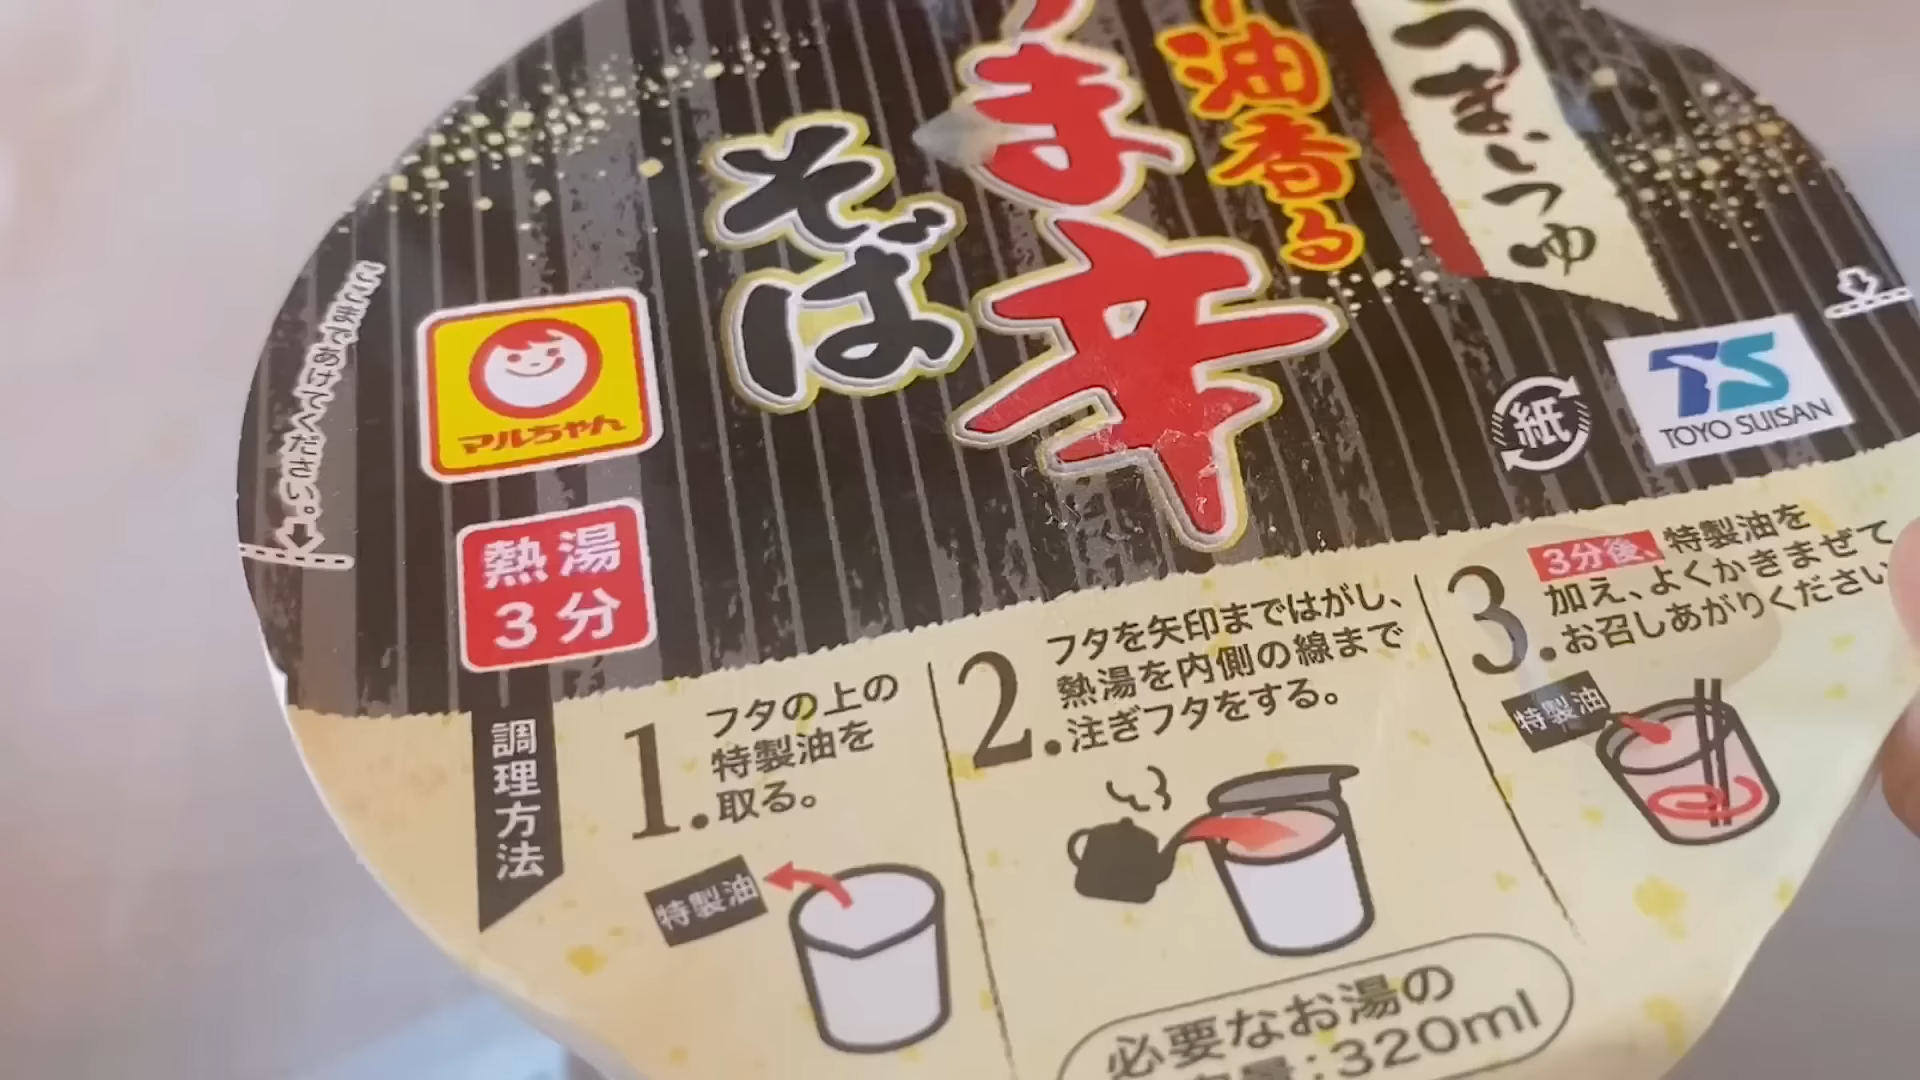 つまいつゆ
油香る
ま辛
そば
ここまであけてください。
マルちゃん
熱湯
3分
紙
TS
TOYO SUISAN
調理方法
1.
フタの上の
特製油を
取る。
特製油
2.
フタを矢印まではがし、
熱湯を内側の線まで
注ぎフタをする。
3.
3分後、特製油を
加え、よくかきまぜて
お召しあがりください
特製油
必要なお湯の
量:320ml